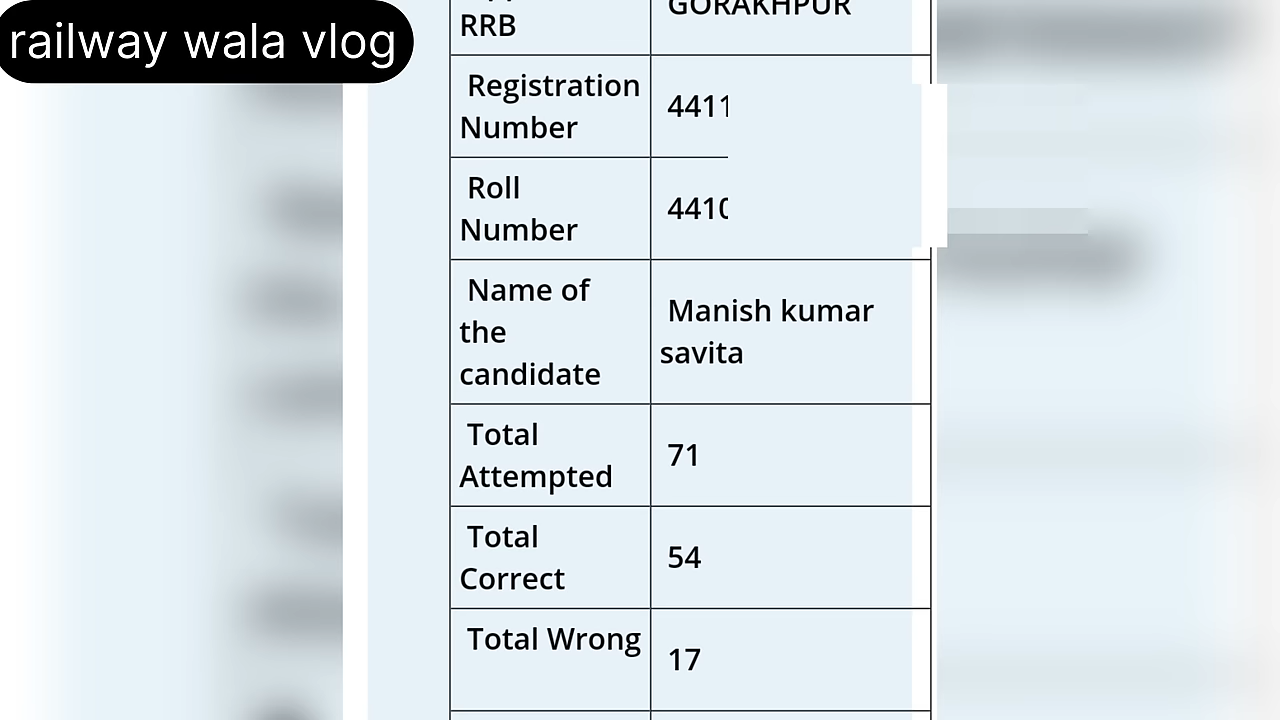 railway wala vlog
GORAKHPUR
RRB
Registration
Number
4411
Roll
Number
4410
Name of
the
candidate
Manish kumar
savita
Total
Attempted
71
Total
Correct
54
Total Wrong
17